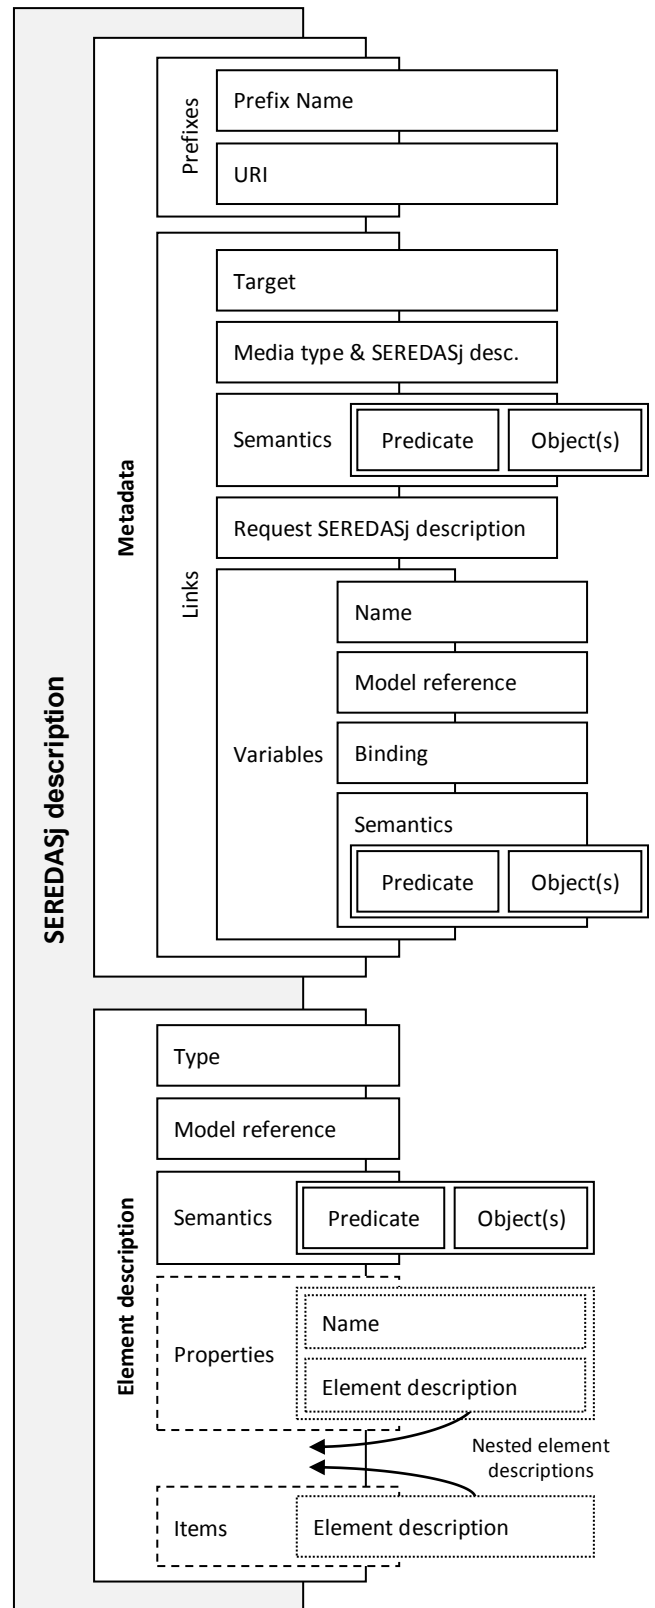 SEREDASj description
Metadata
Prefixes
Prefix Name
URI
Links
Target
Media type & SEREDASj desc.
Semantics
Predicate
Object(s)
Request SEREDASj description
Variables
Name
Model reference
Binding
Semantics
Predicate
Object(s)
Element description
Type
Model reference
Semantics
Predicate
Object(s)
Properties
Name
Element description
Nested element
descriptions
Items
Element description